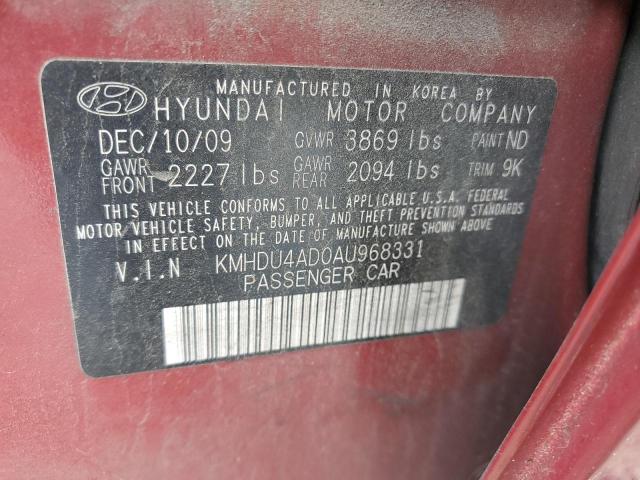 MANUFACTURED IN KOREA BY
HYUNDAI MOTOR COMPANY
DEC/10/09 GVWR 3869 lbs PAINT ND
GAWR FRONT 2227 lbs GAWR REAR 2094 lbs TRIM 9K
THIS VEHICLE CONFORMS TO ALL APPLICABLE U.S.A. FEDERAL
MOTOR VEHICLE SAFETY, BUMPER, AND THEFT PREVENTION STANDARDS
IN EFFECT ON THE DATE OF MANUFACTURE SHOWN ABOVE
V.I.N KMHDU4AD0AU968331
PASSENGER CAR